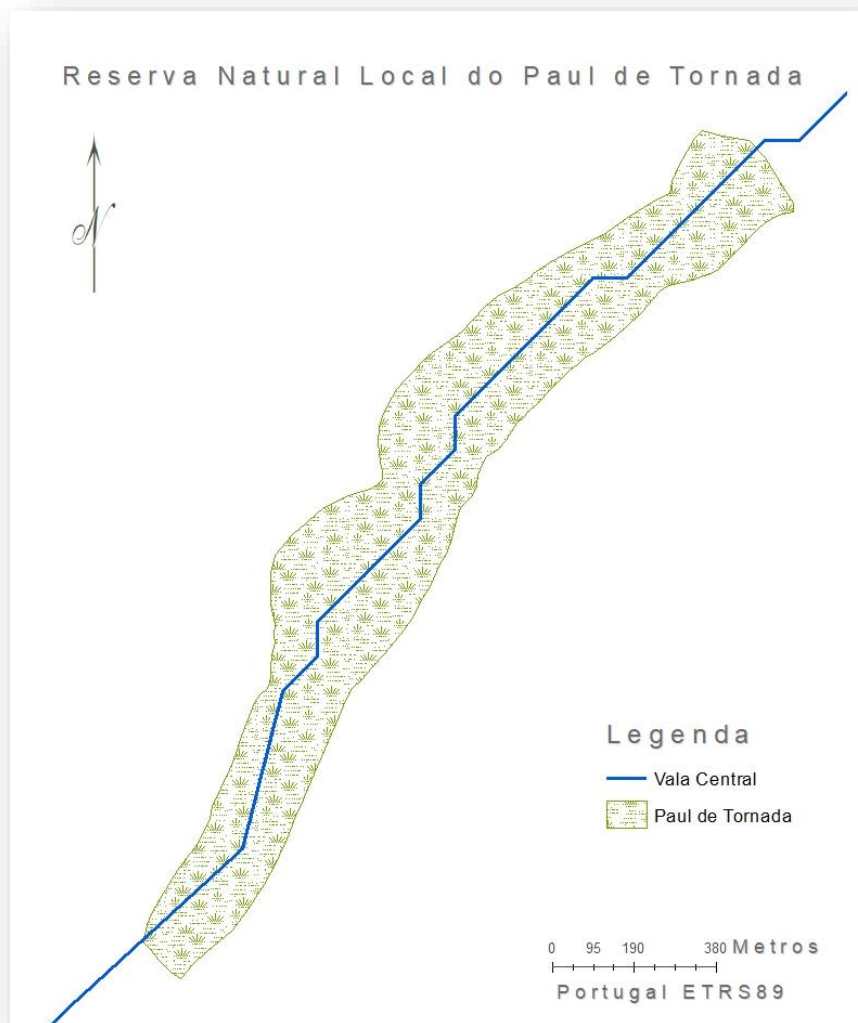 Reserva Natural Local do Paul de Tornada
N
Legenda
Vala Central
Paul de Tornada
0 95 190 380 Metros
Portugal ETRS89